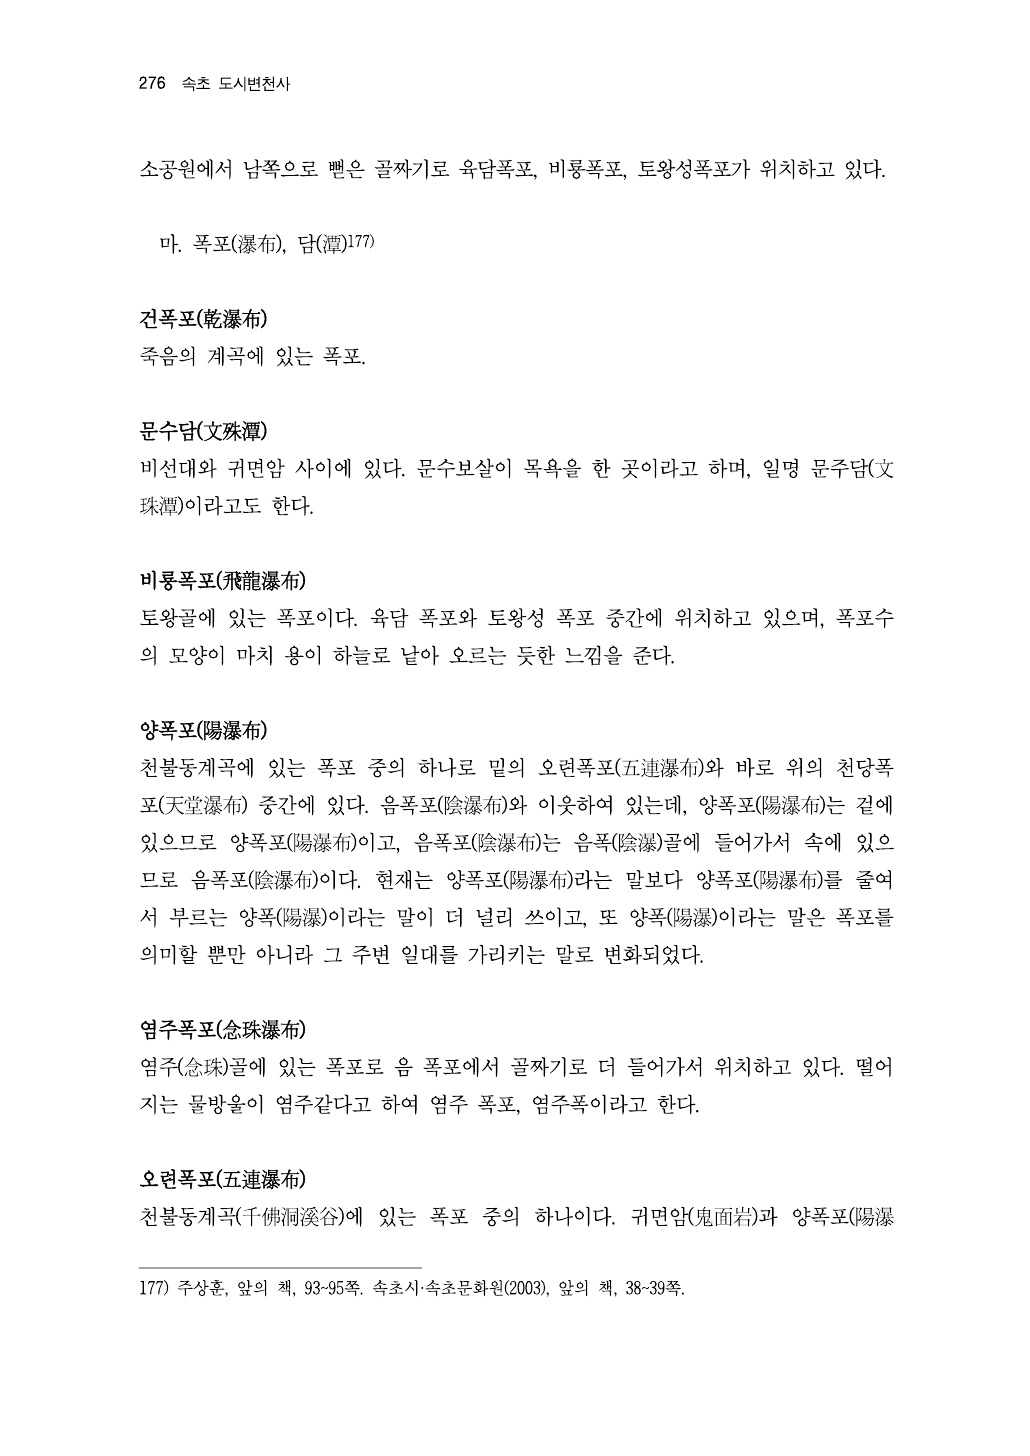 276 속초 도시변천사
소공원에서 남쪽으로 뻗은 골짜기로 육담폭포, 비룡폭포, 토왕성폭포가 위치하고 있다.
마. 폭포(瀑布), 담(潭)177)
건폭포(乾瀑布)
죽음의 계곡에 있는 폭포.
문수담(文殊潭)
비선대와 귀면암 사이에 있다. 문수보살이 목욕을 한 곳이라고 하며, 일명 문주담(文
珠潭)이라고도 한다.
비룡폭포(飛龍瀑布)
토왕골에 있는 폭포이다. 육담 폭포와 토왕성 폭포 중간에 위치하고 있으며, 폭포수
의 모양이 마치 용이 하늘로 낱아 오르는 듯한 느낌을 준다.
양폭포(陽瀑布)
천불동계곡에 있는 폭포 중의 하나로 밑의 오련폭포(五連瀑布)와 바로 위의 천당폭
포(天堂瀑布) 중간에 있다. 음폭포(陰瀑布)와 이웃하여 있는데, 양폭포(陽瀑布)는 겉에
있으므로 양폭포(陽瀑布)이고, 음폭포(陰瀑布)는 음폭(陰瀑)골에 들어가서 속에 있으
므로 음폭포(陰瀑布)이다. 현재는 양폭포(陽瀑布)라는 말보다 양폭포(陽瀑布)를 줄여
서 부르는 양폭(陽瀑)이라는 말이 더 널리 쓰이고, 또 양폭(陽瀑)이라는 말은 폭포를
의미할 뿐만 아니라 그 주변 일대를 가리키는 말로 변화되었다.
염주폭포(念珠瀑布)
염주(念珠)골에 있는 폭포로 음 폭포에서 골짜기로 더 들어가서 위치하고 있다. 떨어
지는 물방울이 염주같다고 하여 염주 폭포, 염주폭이라고 한다.
오련폭포(五連瀑布)
천불동계곡(千佛洞溪谷)에 있는 폭포 중의 하나이다. 귀면암(鬼面岩)과 양폭포(陽瀑
177) 주상훈, 앞의 책, 93~95쪽. 속초시·속초문화원(2003), 앞의 책, 38~39쪽.